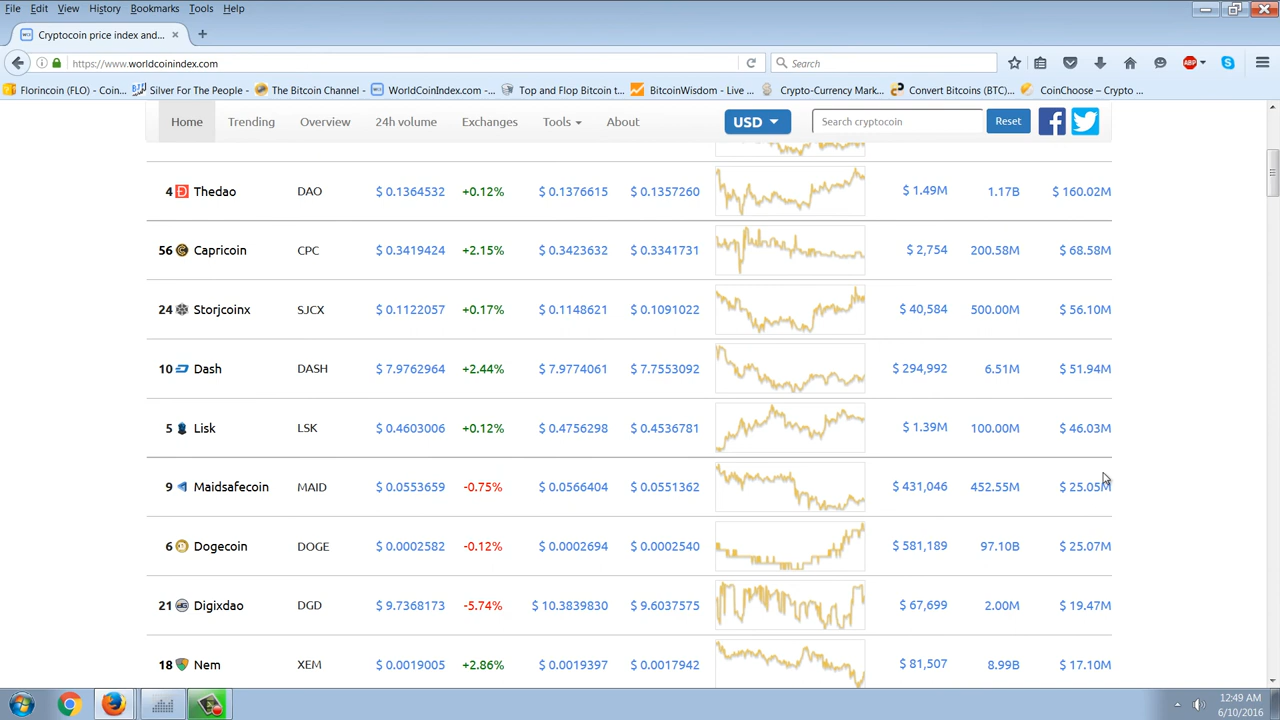 File Edit View History Bookmarks Tools Help
Cryptocoin price index and...
https://www.worldcoinindex.com Search
Florincoin (FLO) - Coin... Silver For The People - The Bitcoin Channel - WorldCoinIndex.com -... Top and Flop Bitcoin t... BitcoinWisdom - Live ... Crypto-Currency Mark... Convert Bitcoins (BTC)... CoinChoose – Crypto ...
Home Trending Overview 24h volume Exchanges Tools About USD Search cryptocoin Reset
4 Thedao DAO $ 0.1364532 +0.12% $ 0.1376615 $ 0.1357260 $ 1.49M 1.17B $ 160.02M
56 Capricoin CPC $ 0.3419424 +2.15% $ 0.3423632 $ 0.3341731 $ 2,754 200.58M $ 68.58M
24 Storjcoinx SJCX $ 0.1122057 +0.17% $ 0.1148621 $ 0.1091022 $ 40,584 500.00M $ 56.10M
10 Dash DASH $ 7.9762964 +2.44% $ 7.9774061 $ 7.7553092 $ 294,992 6.51M $ 51.94M
5 Lisk LSK $ 0.4603006 +0.12% $ 0.4756298 $ 0.4536781 $ 1.39M 100.00M $ 46.03M
9 Maidsafecoin MAID $ 0.0553659 -0.75% $ 0.0566404 $ 0.0551362 $ 431,046 452.55M $ 25.05M
6 Dogecoin DOGE $ 0.0002582 -0.12% $ 0.0002694 $ 0.0002540 $ 581,189 97.10B $ 25.07M
21 Digixdao DGD $ 9.7368173 -5.74% $ 10.3839830 $ 9.6037575 $ 67,699 2.00M $ 19.47M
18 Nem XEM $ 0.0019005 +2.86% $ 0.0019397 $ 0.0017942 $ 81,507 8.99B $ 17.10M
12:49 AM
6/10/2016